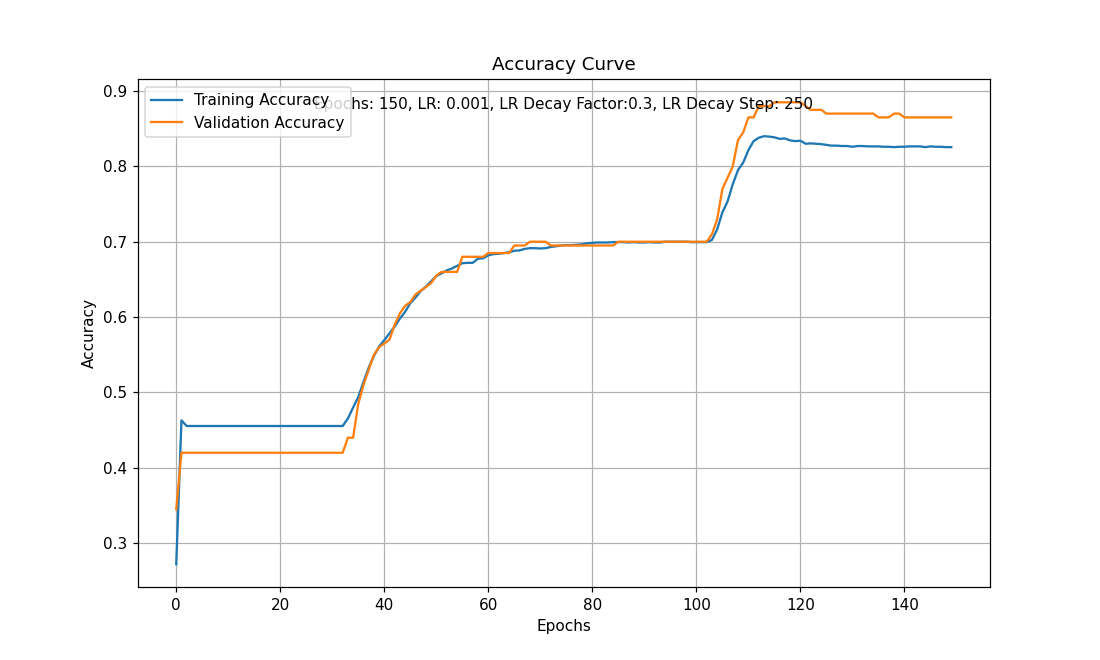 Accuracy Curve
Epochs: 150, LR: 0.001, LR Decay Factor:0.3, LR Decay Step: 250
Training Accuracy
Validation Accuracy
Accuracy
0.9
0.8
0.7
0.6
0.5
0.4
0.3
0 20 40 60 80 100 120 140
Epochs